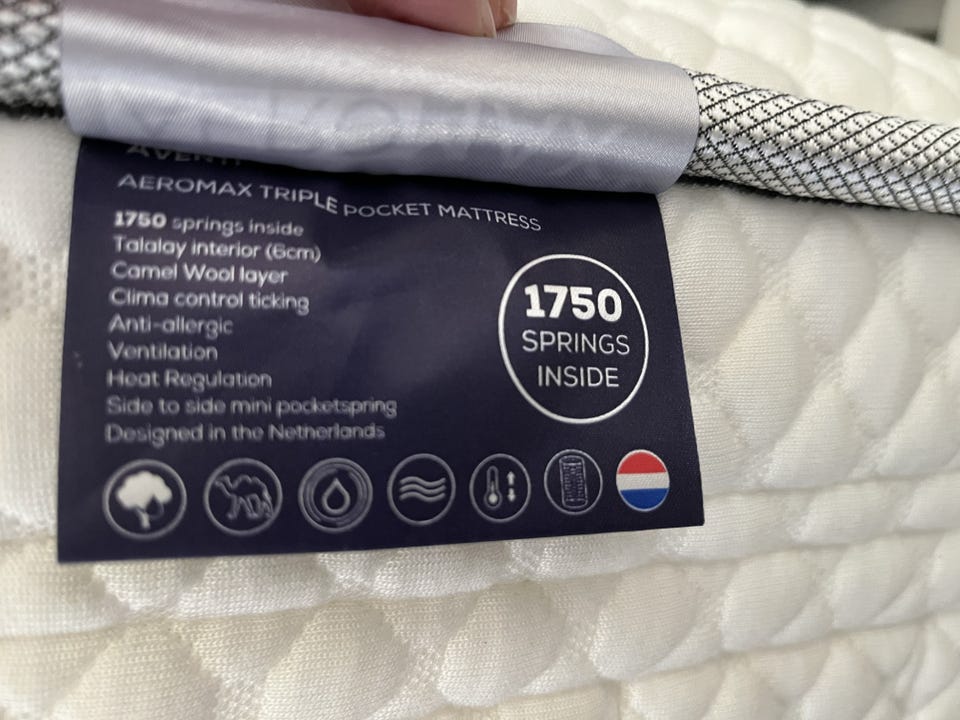 AEROMAX TRIPLE POCKET MATTRESS
1750 springs inside
Talalay interior (6cm)
Camel Wool layer
Clima control ticking
Anti-allergic
Ventilation
Heat Regulation
Side to side mini pocketspring
Designed in the Netherlands
1750
SPRINGS
INSIDE